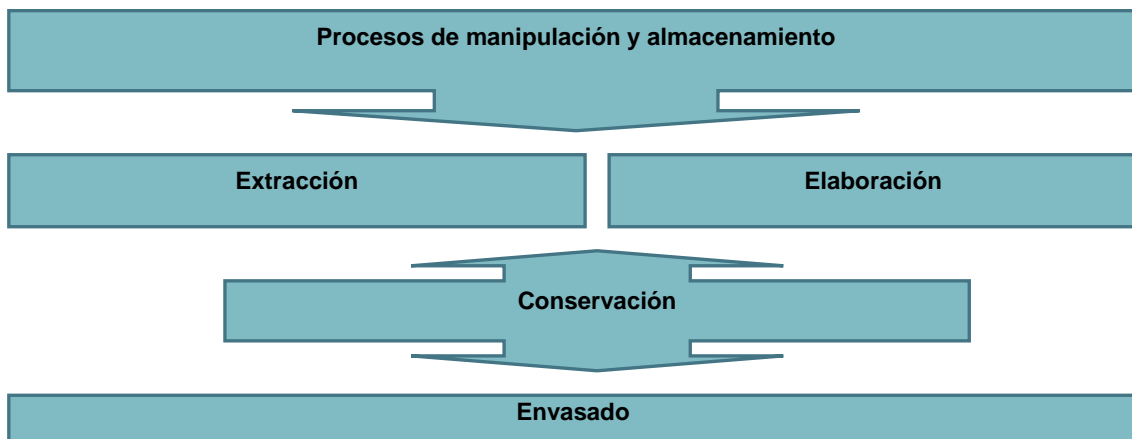 Procesos de manipulación y almacenamiento
Extracción
Elaboración
Conservación
Envasado